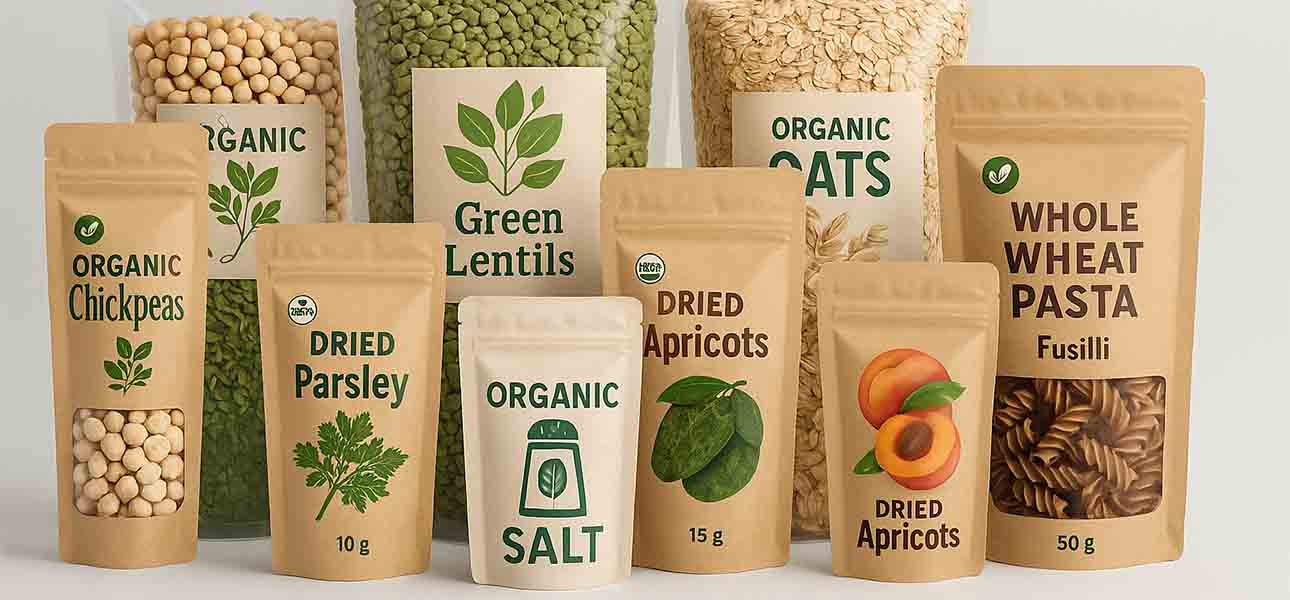 ORGANIC
Green
Lentils
ORGANIC
OATS
ORGANIC
Chickpeas
DRIED
Parsley
10 g
ORGANIC
SALT
DRIED
Apricots
15 g
DRIED
Apricots
WHOLE
WHEAT
PASTA
Fusilli
50 g